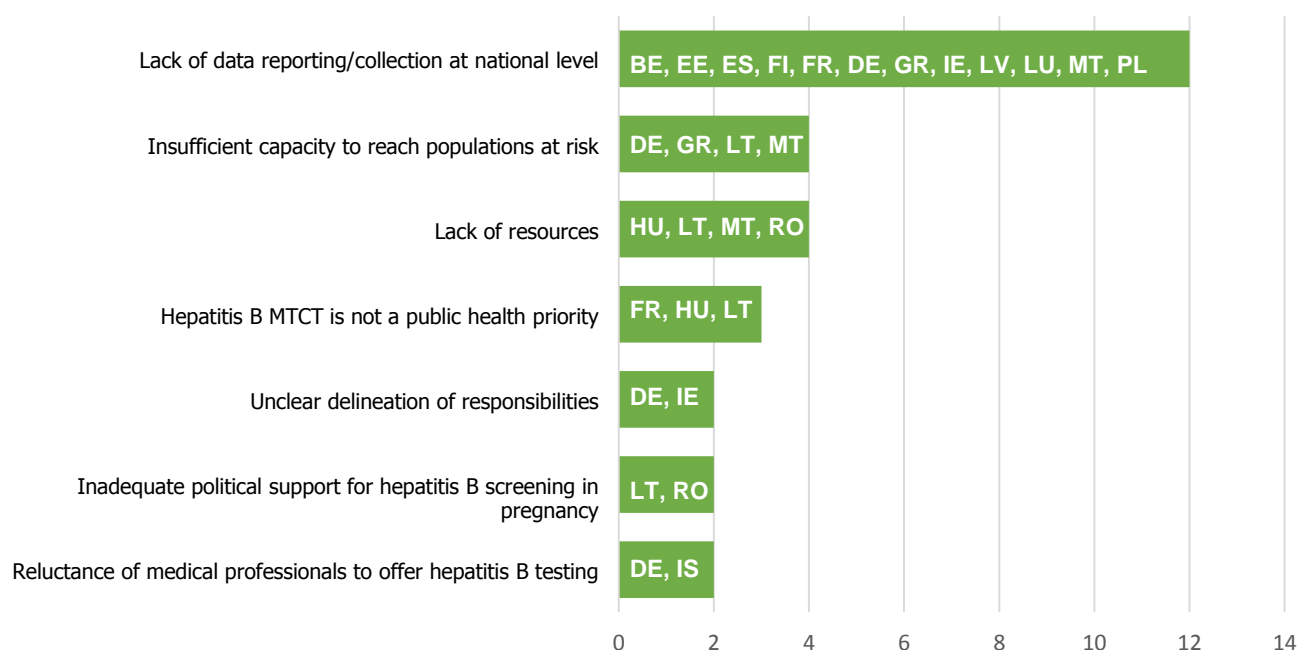 Lack of data reporting/collection at national level
BE, EE, ES, FI, FR, DE, GR, IE, LV, LU, MT, PL
Insufficient capacity to reach populations at risk
DE, GR, LT, MT
Lack of resources
HU, LT, MT, RO
Hepatitis B MTCT is not a public health priority
FR, HU, LT
Unclear delineation of responsibilities
DE, IE
Inadequate political support for hepatitis B screening in
pregnancy
LT, RO
Reluctance of medical professionals to offer hepatitis B testing
DE, IS
0 2 4 6 8 10 12 14